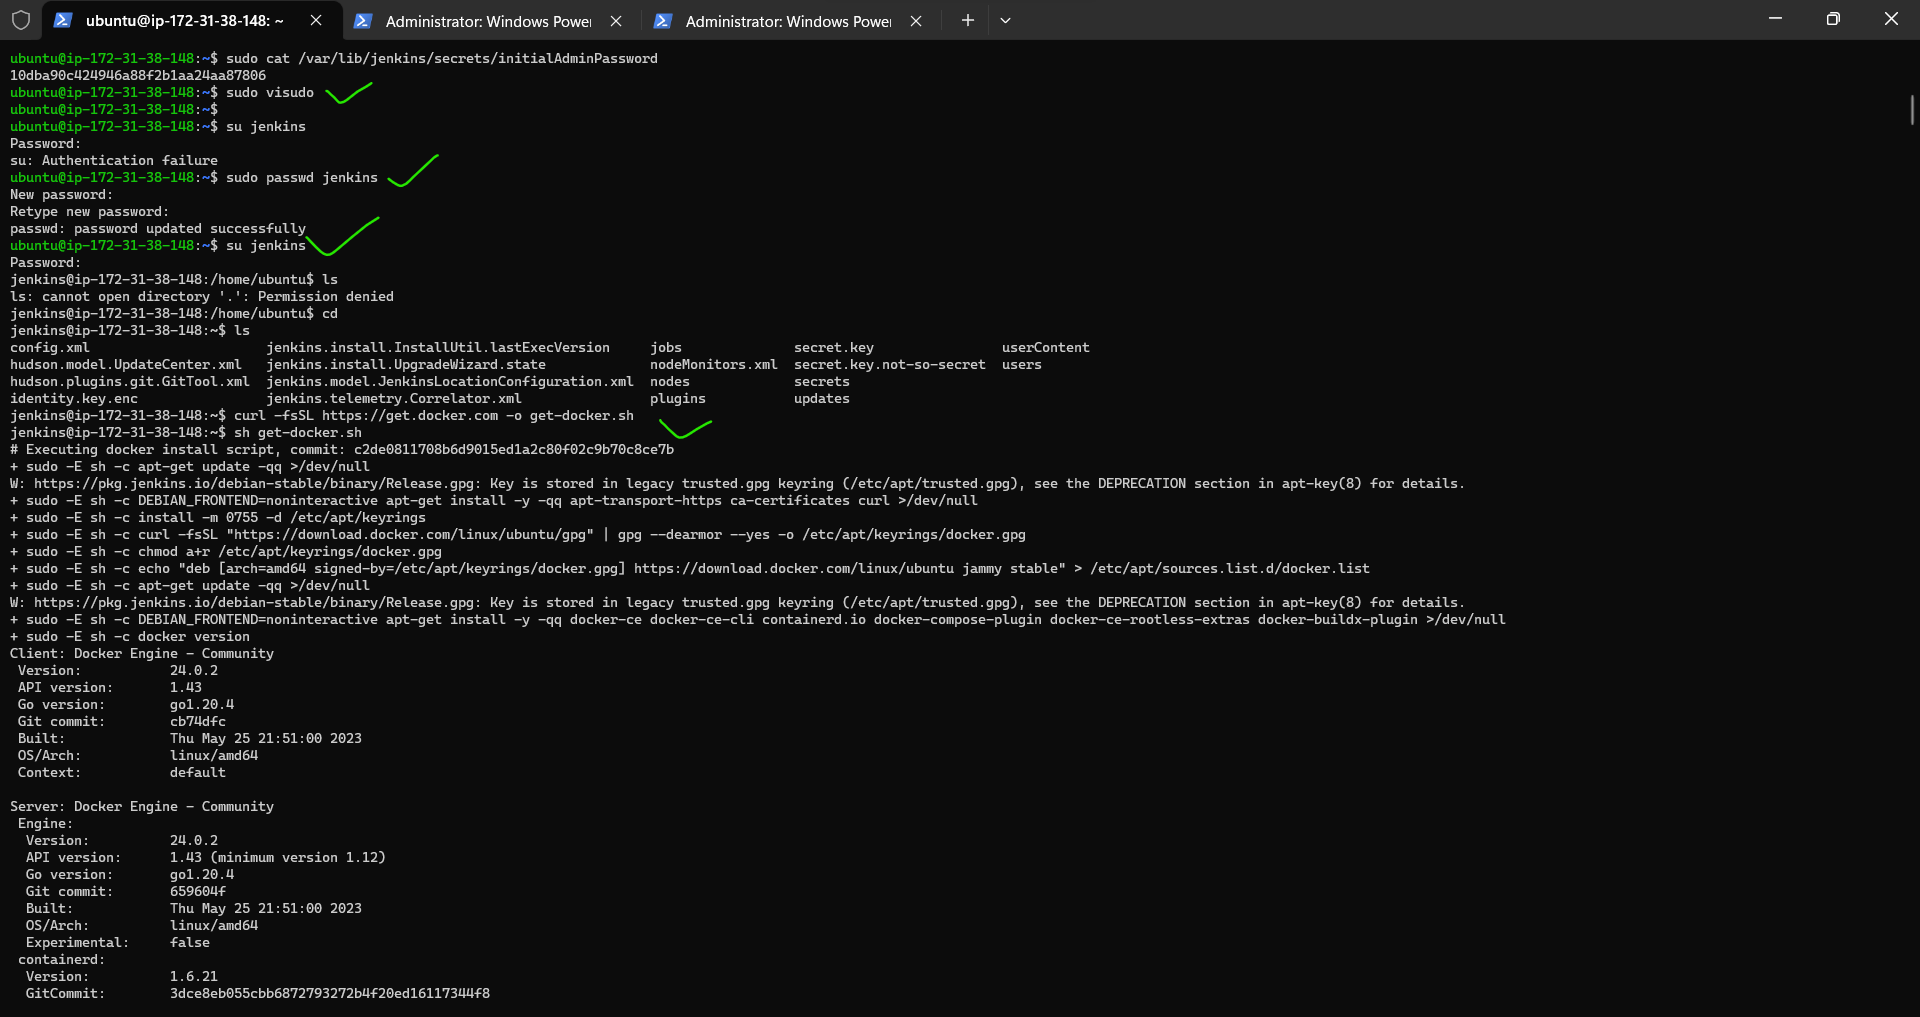 ubuntu@ip-172-31-38-148: ~
Administrator: Windows Power
Administrator: Windows Power
ubuntu@ip-172-31-38-148:~$ sudo cat /var/lib/jenkins/secrets/initialAdminPassword
10dba90c424946a88f2b1aa24aa87806
ubuntu@ip-172-31-38-148:~$ sudo visudo
ubuntu@ip-172-31-38-148:~$
ubuntu@ip-172-31-38-148:~$ su jenkins
Password:
su: Authentication failure
ubuntu@ip-172-31-38-148:~$ sudo passwd jenkins
New password:
Retype new password:
passwd: password updated successfully
ubuntu@ip-172-31-38-148:~$ su jenkins
Password:
jenkins@ip-172-31-38-148:/home/ubuntu$ ls
ls: cannot open directory '.': Permission denied
jenkins@ip-172-31-38-148:/home/ubuntu$ cd
jenkins@ip-172-31-38-148:~$ ls
config.xml jenkins.install.InstallUtil.lastExecVersion jobs secret.key userContent
hudson.model.UpdateCenter.xml jenkins.install.UpgradeWizard.state nodeMonitors.xml secret.key.not-so-secret users
hudson.plugins.git.GitTool.xml jenkins.model.JenkinsLocationConfiguration.xml nodes secrets
identity.key.enc jenkins.telemetry.Correlator.xml plugins updates
jenkins@ip-172-31-38-148:~$ curl -fsSL https://get.docker.com -o get-docker.sh
jenkins@ip-172-31-38-148:~$ sh get-docker.sh
# Executing docker install script, commit: c2de0811708b6d9015ed1a2c80f02c9b70c8ce7b
+ sudo -E sh -c apt-get update -qq >/dev/null
W: https://pkg.jenkins.io/debian-stable/binary/Release.gpg: Key is stored in legacy trusted.gpg keyring (/etc/apt/trusted.gpg), see the DEPRECATION section in apt-key(8) for details.
+ sudo -E sh -c DEBIAN_FRONTEND=noninteractive apt-get install -y -qq apt-transport-https ca-certificates curl >/dev/null
+ sudo -E sh -c install -m 0755 -d /etc/apt/keyrings
+ sudo -E sh -c curl -fsSL "https://download.docker.com/linux/ubuntu/gpg" | gpg --dearmor --yes -o /etc/apt/keyrings/docker.gpg
+ sudo -E sh -c chmod a+r /etc/apt/keyrings/docker.gpg
+ sudo -E sh -c echo "deb [arch=amd64 signed-by=/etc/apt/keyrings/docker.gpg] https://download.docker.com/linux/ubuntu jammy stable" > /etc/apt/sources.list.d/docker.list
+ sudo -E sh -c apt-get update -qq >/dev/null
W: https://pkg.jenkins.io/debian-stable/binary/Release.gpg: Key is stored in legacy trusted.gpg keyring (/etc/apt/trusted.gpg), see the DEPRECATION section in apt-key(8) for details.
+ sudo -E sh -c DEBIAN_FRONTEND=noninteractive apt-get install -y -qq docker-ce docker-ce-cli containerd.io docker-compose-plugin docker-ce-rootless-extras docker-buildx-plugin >/dev/null
+ sudo -E sh -c docker version
Client: Docker Engine - Community
Version: 24.0.2
API version: 1.43
Go version: go1.20.4
Git commit: cb74dfc
Built: Thu May 25 21:51:00 2023
OS/Arch: linux/amd64
Context: default
Server: Docker Engine - Community
Engine:
Version: 24.0.2
API version: 1.43 (minimum version 1.12)
Go version: go1.20.4
Git commit: 659604f
Built: Thu May 25 21:51:00 2023
OS/Arch: linux/amd64
Experimental: false
containerd:
Version: 1.6.21
GitCommit: 3dce8eb055cbb6872793272b4f20ed16117344f8